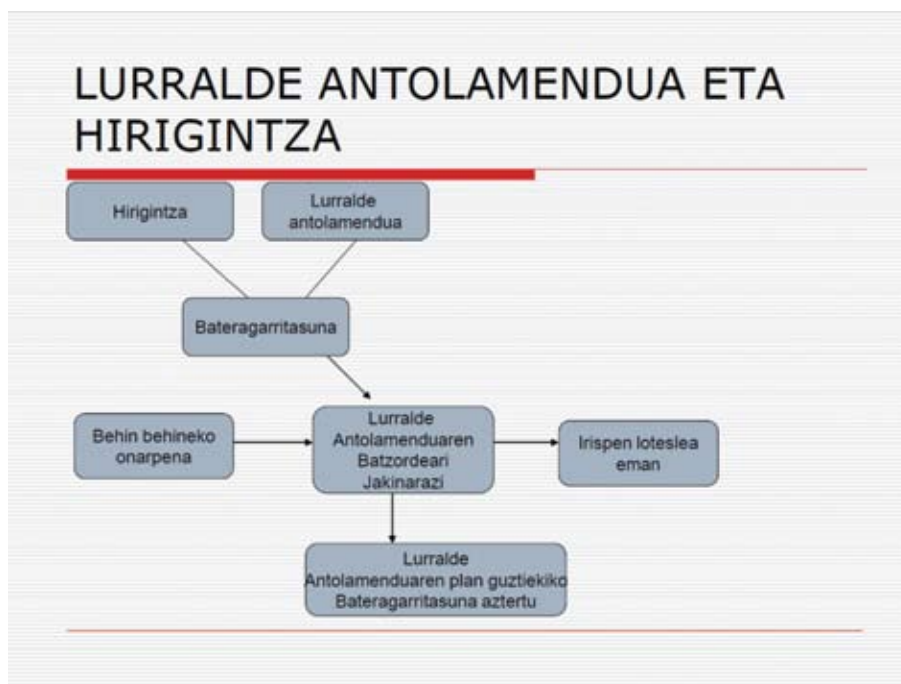 LURRALDE ANTOLAMENDUA ETA
HIRIGINTZA
Hirigintza
Lurralde
antolamendua
Bateragarritasuna
Behin behineko
onarpena
Lurralde
Antolamenduaren
Batzordeari
Jakinarazi
Irispen loteslea
eman
Lurralde
Antolamenduaren plan guztiekiko
Bateragarritasuna aztertu